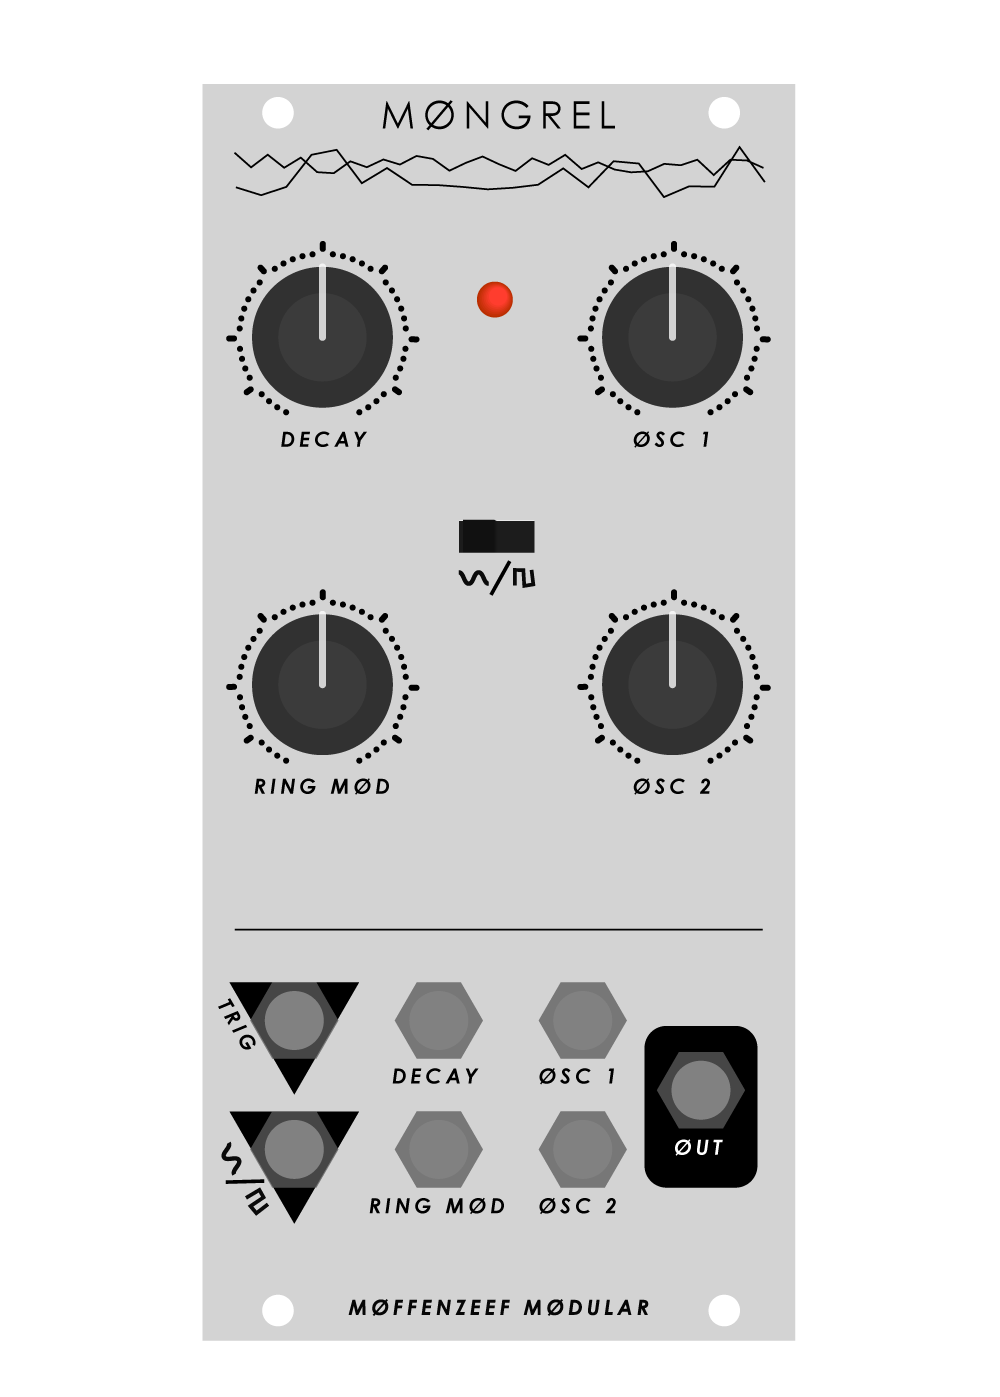 MØNGREL
DECAY
ØSC 1
RING MØD
ØSC 2
TRIG
DECAY
ØSC 1
RING MØD
ØSC 2
ØUT
MØFFENZEEF MØDULAR